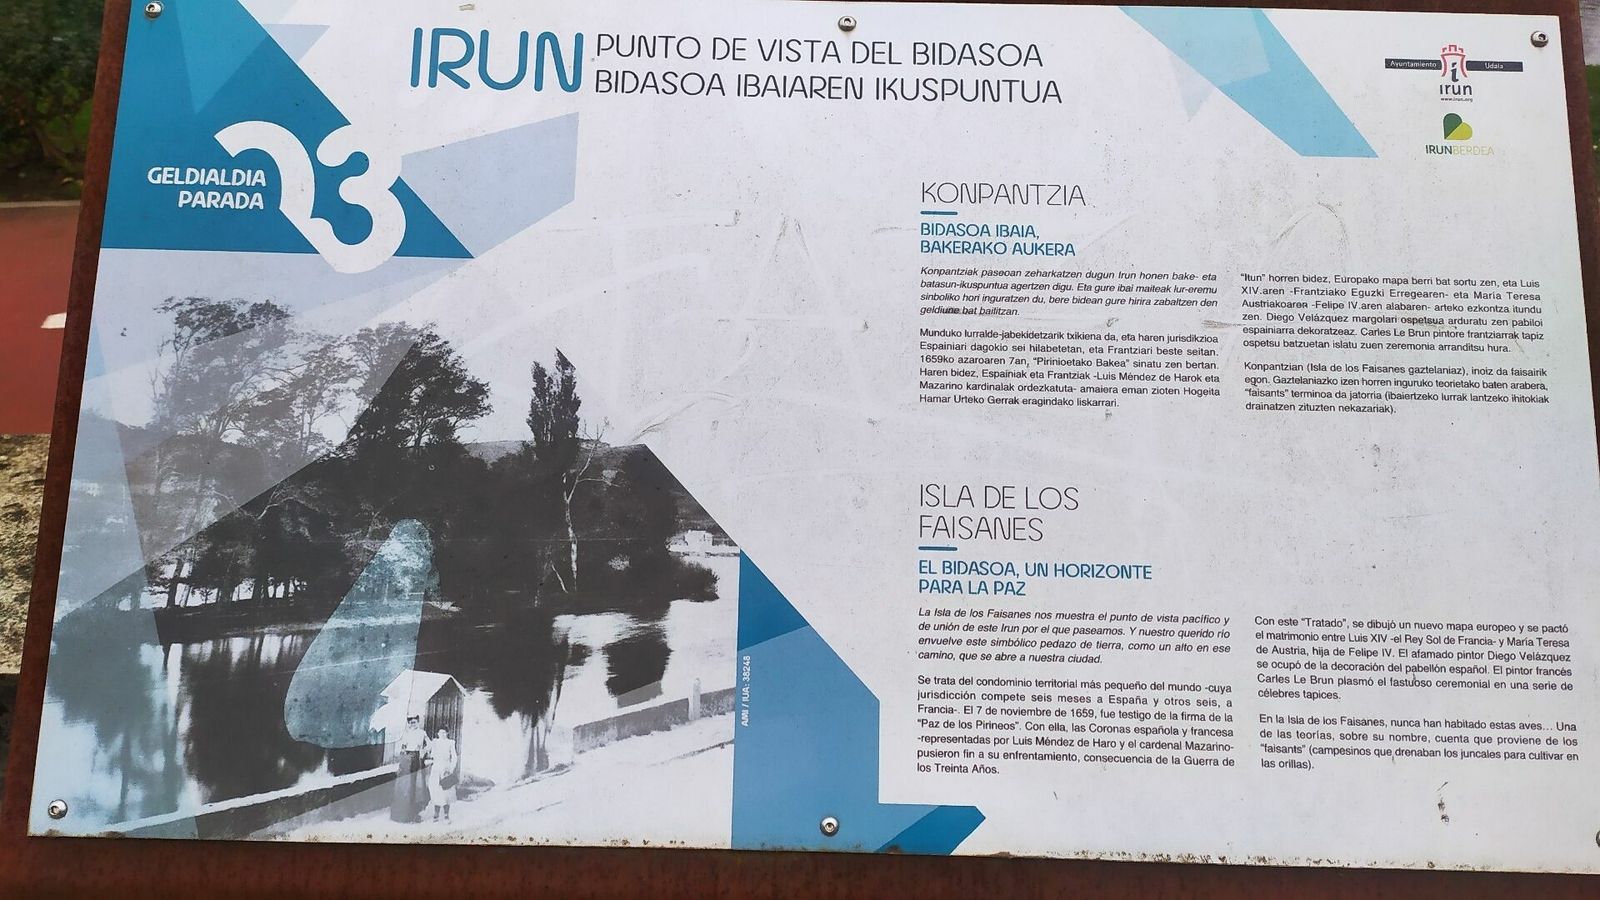 IRUN PUNTO DE VISTA DEL BIDASOA
BIDASOA IBAIAREN IKUSPUNTUA
GELDIALDIA
PARADA
23
Ayuntamiento Udala
irun
www.irun.org
IRUNBERDEA
KONPANTZIA
BIDASOA IBAIA,
BAKERAKO AUKERA
Konpantziak paseoan zeharkatzen dugun Irun honen bake- eta
batasun-ikuspuntua agertzen digu. Eta gure ibai maiteak lur-eremu
sinboliko hori inguratzen du, bere bidean gure hirira zabaltzen den
geldiune bat bailitzan.
Munduko lurralde-jabekidetzarik txikiena da, eta haren jurisdikzioa
Espainiari dagokio sei hilabetetan, eta Frantziari beste seitan.
1659ko azaroaren 7an, "Pirinioetako Bakea" sinatu zen bertan.
Haren bidez, Espainiak eta Frantziak -Luis Méndez de Harok eta
Mazarino kardinalak ordezkatuta- amaiera eman zioten Hogeita
Hamar Urteko Gerrak eragindako liskarrari.
"Itun" horren bidez, Europako mapa berri bat sortu zen, eta Luis
XIV.aren -Frantziako Eguzki Erregearen- eta Maria Teresa
Austriakoaren -Felipe IV.aren alabaren- arteko ezkontza itundu
zen. Diego Velázquez margolari ospetsua arduratu zen pabiloi
espainiarra dekoratzeaz. Carles Le Brun pintore frantziarrak tapiz
ospetsu batzuetan islatu zuen zeremonia arranditsu hura.
Konpantzian (Isla de los Faisanes gaztelaniaz), inoiz da faisairik
egon. Gaztelaniazko izen horren inguruko teorietako baten arabera,
"faisants" terminoa da jatorria (ibaiertzeko lurrak lantzeko ihitokiak
drainatzen zituzten nekazariak).
ISLA DE LOS
FAISANES
EL BIDASOA, UN HORIZONTE
PARA LA PAZ
La Isla de los Faisanes nos muestra el punto de vista pacífico y
de unión de este Irun por el que paseamos. Y nuestro querido río
envuelve este simbólico pedazo de tierra, como un alto en ese
camino, que se abre a nuestra ciudad.
Se trata del condominio territorial más pequeño del mundo -cuya
jurisdicción compete seis meses a España y otros seis, a
Francia-. El 7 de noviembre de 1659, fue testigo de la firma de la
"Paz de los Pirineos". Con ella, las Coronas española y francesa
-representadas por Luis Méndez de Haro y el cardenal Mazarino-
pusieron fin a su enfrentamiento, consecuencia de la Guerra de
los Treinta Años.
Con este "Tratado", se dibujó un nuevo mapa europeo y se pactó
el matrimonio entre Luis XIV -el Rey Sol de Francia- y María Teresa
de Austria, hija de Felipe IV. El afamado pintor Diego Velázquez
se ocupó de la decoración del pabellón español. El pintor francés
Carles Le Brun plasmó el fastuoso ceremonial en una serie de
célebres tapices.
En la Isla de los Faisanes, nunca han habitado estas aves... Una
de las teorías, sobre su nombre, cuenta que proviene de los
"faisants" (campesinos que drenaban los juncales para cultivar en
las orillas).
AMI / IUA: 38248